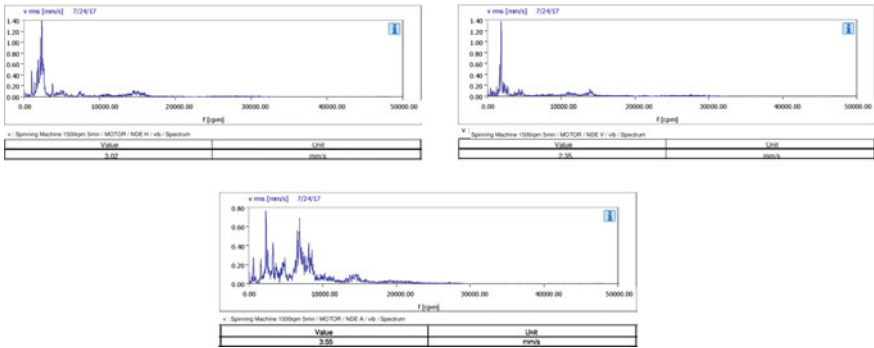 v rms [mm/s] 7/24/17
1.40
1.20
1.00
0.80
0.60
0.40
0.20
0.00
0.00 10000.00 20000.00 30000.00 40000.00 50000.00
f [cpm]
v : Spinning Machine 1500rpm 5min / MOTOR / NDE H / vib / Spectrum
Value Unit
3.02 mm/s
v rms [mm/s] 7/24/17
1.40
1.20
1.00
0.80
0.60
0.40
0.20
0.00
0.00 10000.00 20000.00 30000.00 40000.00 50000.00
f [cpm]
v : Spinning Machine 1500rpm 5min / MOTOR / NDE V / vib / Spectrum
Value Unit
2.35 mm/s
v rms [mm/s] 7/24/17
0.80
0.60
0.40
0.20
0.00
0.00 10000.00 20000.00 30000.00 40000.00 50000.00
f [cpm]
v : Spinning Machine 1500rpm 5min / MOTOR / NDE A / vib / Spectrum
Value Unit
3.55 mm/s